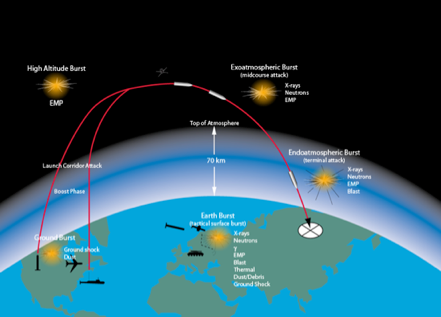 High Altitude Burst
EMP
Exoatmospheric Burst
(midcourse attack)
X-rays
Neutrons
EMP
Top of Atmosphere
70 km
Endoatmospheric Burst
(terminal attack)
X-rays
Neutrons
EMP
Blast
Launch Corridor Attack
Boost Phase
Earth Burst
(tactical surface burst)
X-rays
Neutrons
γ
EMP
Blast
Thermal
Dust/Debris
Ground Shock
Ground Burst
Ground shock
Dust